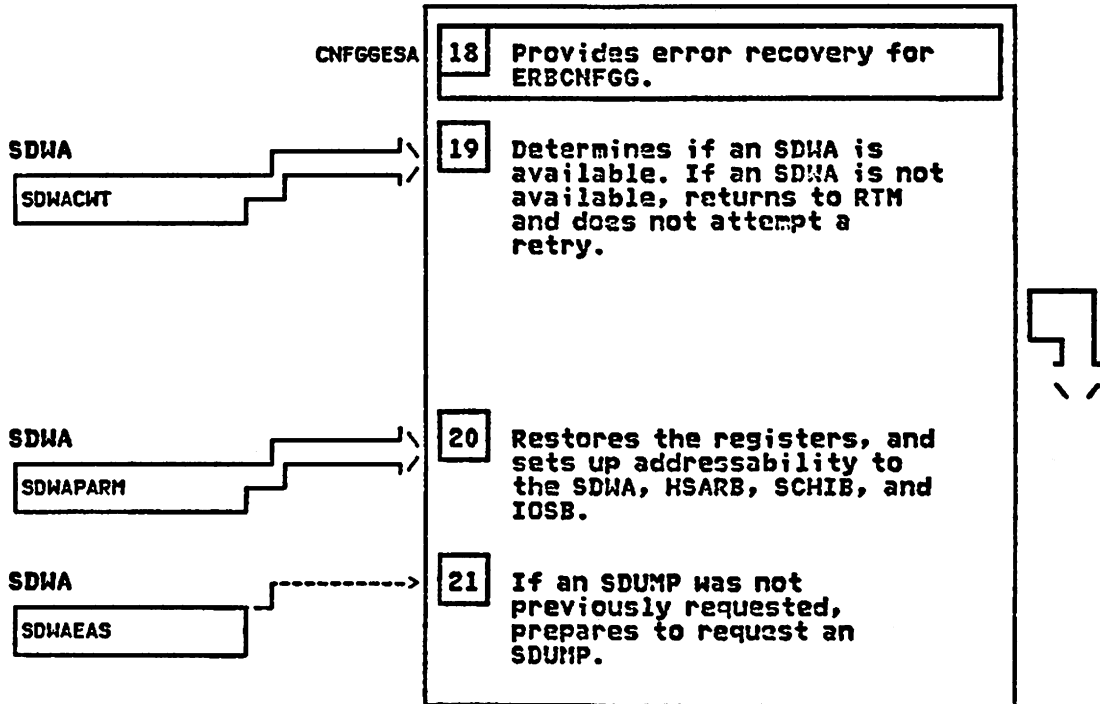 CNFGGESA
18 Provides error recovery for
ERBCNFGG.
SDWA
SDWACWT
19 Determines if an SDWA is
available. If an SDWA is not
available, returns to RTM
and does not attempt a
retry.
SDWA
SDWAPARM
20 Restores the registers, and
sets up addressability to
the SDWA, HSARB, SCHIB, and
IOSB.
SDWA
SDWAEAS
21 If an SDUMP was not
previously requested,
prepares to request an
SDUMP.